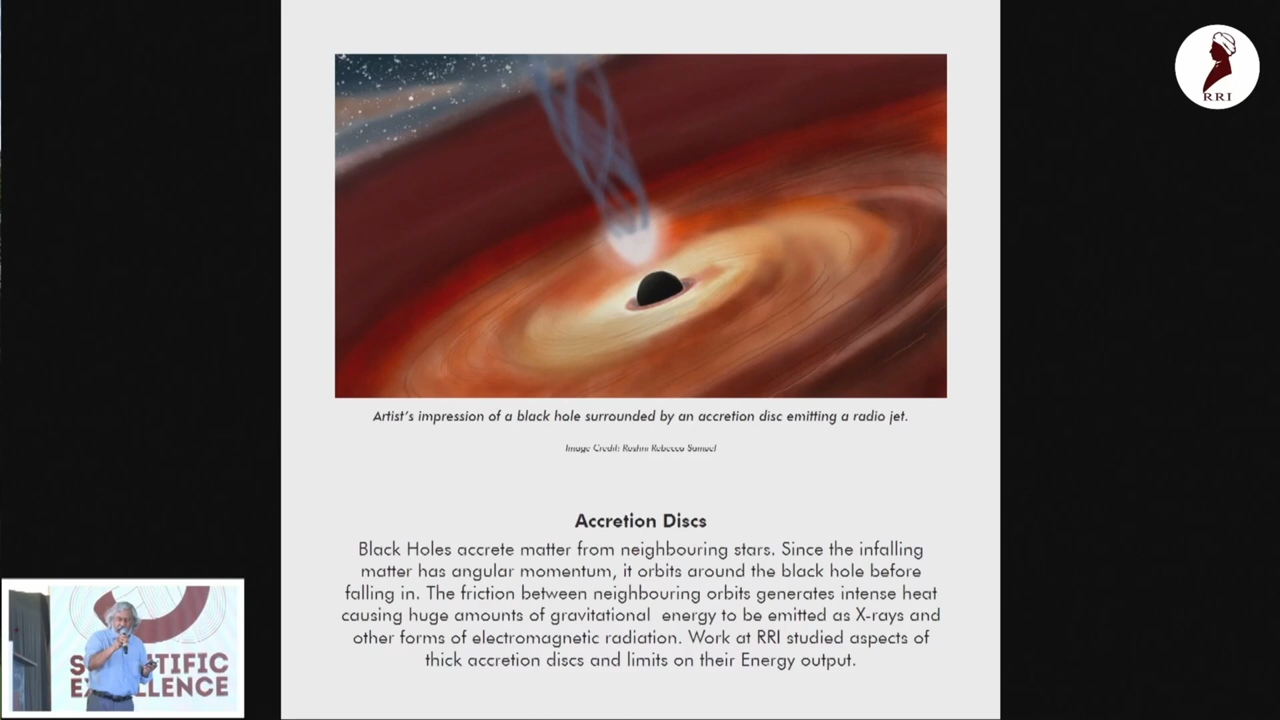 RRI
Artist's impression of a black hole surrounded by an accretion disc emitting a radio jet.
Image Credit: Roshni Rebecca Samuel
Accretion Discs
Black Holes accrete matter from neighbouring stars. Since the infalling
matter has angular momentum, it orbits around the black hole before
falling in. The friction between neighbouring orbits generates intense heat
causing huge amounts of gravitational energy to be emitted as X-rays and
other forms of electromagnetic radiation. Work at RRI studied aspects of
thick accretion discs and limits on their Energy output.